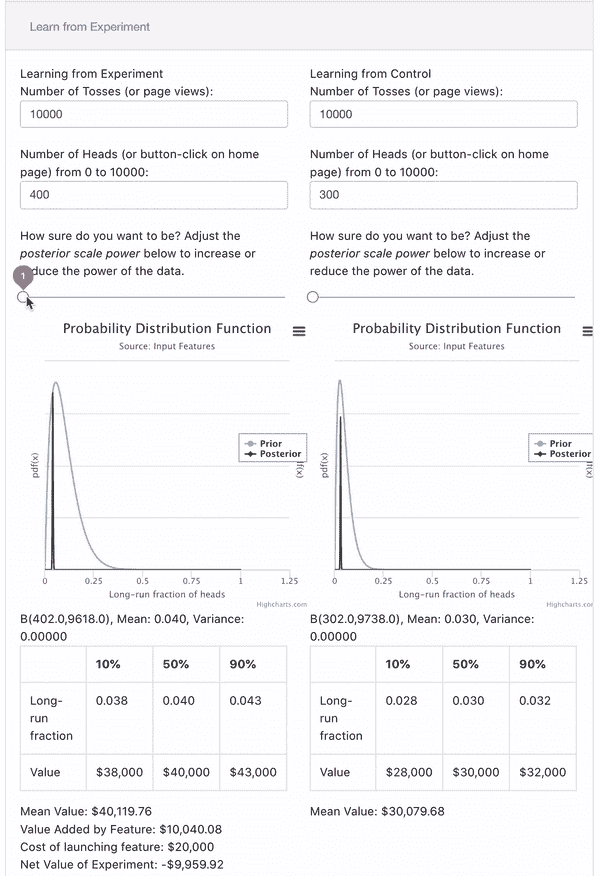 Learn from Experiment
Learning from Experiment
Number of Tosses (or page views):
10000
Number of Heads (or button-click on home
page) from 0 to 10000:
400
How sure do you want to be? Adjust the
posterior scale power below to increase or
duce the power of the data.
1
Probability Distribution Function
Source: Input Features
pdf(x)
Prior
Posterior
0 0.25 0.5 0.75 1 1.25
Long-run fraction of heads
Highcharts.com
B(402.0,9618.0), Mean: 0.040, Variance:
0.00000
10% 50% 90%
Long-
run
fraction
0.038 0.040 0.043
Value $38,000 $40,000 $43,000
Mean Value: $40,119.76
Value Added by Feature: $10,040.08
Cost of launching feature: $20,000
Net Value of Experiment: -$9,959.92
Learning from Control
Number of Tosses (or page views):
10000
Number of Heads (or button-click on home
page) from 0 to 10000:
300
How sure do you want to be? Adjust the
posterior scale power below to increase or
reduce the power of the data.
Probability Distribution Function
Source: Input Features
pdf(x)
Prior
Posterior
0 0.25 0.5 0.75 1 1.25
Long-run fraction of heads
Highcharts.com
B(302.0,9738.0), Mean: 0.030, Variance:
0.00000
10% 50% 90%
Long-
run
fraction
0.028 0.030 0.032
Value $28,000 $30,000 $32,000
Mean Value: $30,079.68